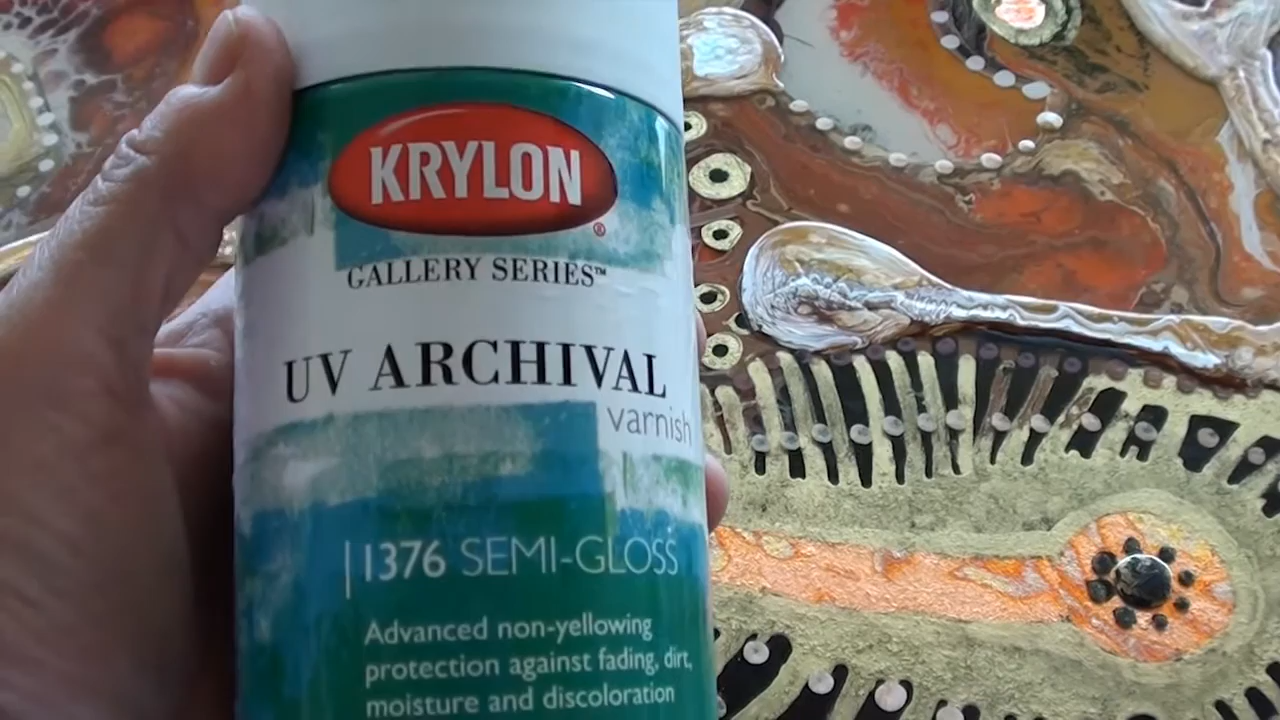 KRYLON®
GALLERY SERIES™
UV ARCHIVAL
varnish
1376 SEMI-GLOSS
Advanced non-yellowing
protection against fading, dirt,
moisture and discoloration